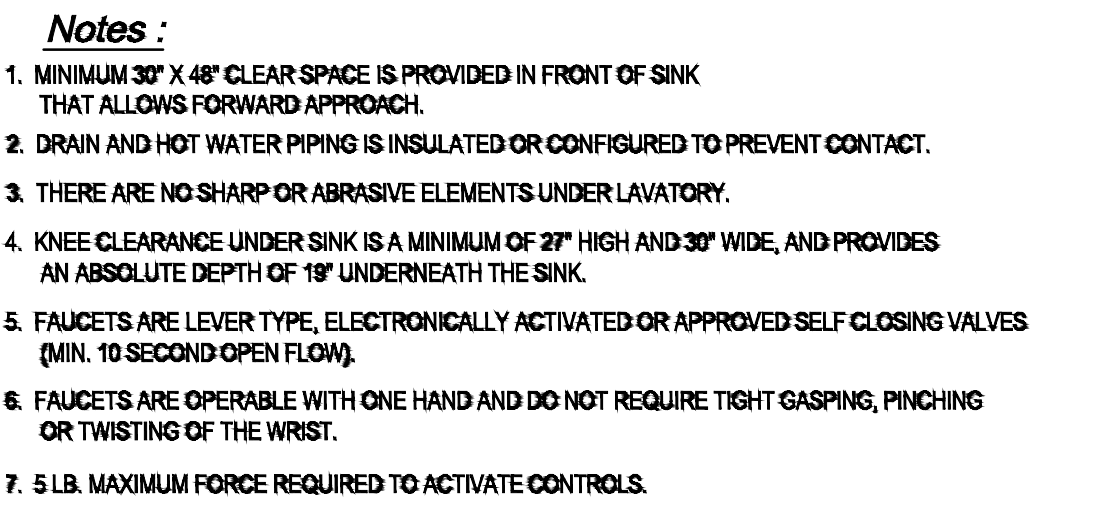 Notes :
1. MINIMUM 30" X 48" CLEAR SPACE IS PROVIDED IN FRONT OF SINK
THAT ALLOWS FORWARD APPROACH.
2. DRAIN AND HOT WATER PIPING IS INSULATED OR CONFIGURED TO PREVENT CONTACT.
3. THERE ARE NO SHARP OR ABRASIVE ELEMENTS UNDER LAVATORY.
4. KNEE CLEARANCE UNDER SINK IS A MINIMUM OF 27" HIGH AND 30" WIDE, AND PROVIDES
AN ABSOLUTE DEPTH OF 19" UNDERNEATH THE SINK.
5. FAUCETS ARE LEVER TYPE, ELECTRONICALLY ACTIVATED OR APPROVED SELF CLOSING VALVES
(MIN. 10 SECOND OPEN FLOW).
6. FAUCETS ARE OPERABLE WITH ONE HAND AND DO NOT REQUIRE TIGHT GASPING, PINCHING
OR TWISTING OF THE WRIST.
7. 5 LB. MAXIMUM FORCE REQUIRED TO ACTIVATE CONTROLS.